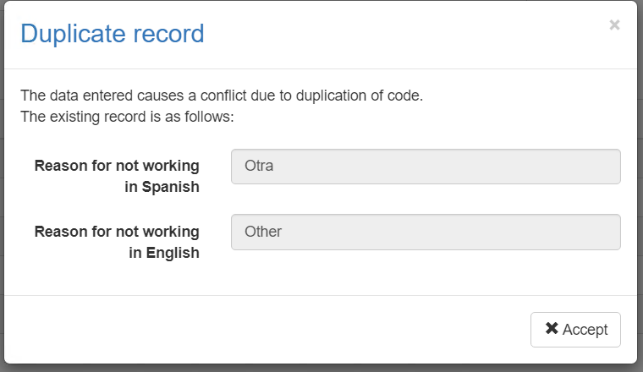 Duplicate record
×
The data entered causes a conflict due to duplication of code.
The existing record is as follows:
Reason for not working
in Spanish
Otra
Reason for not working
in English
Other
✖ Accept